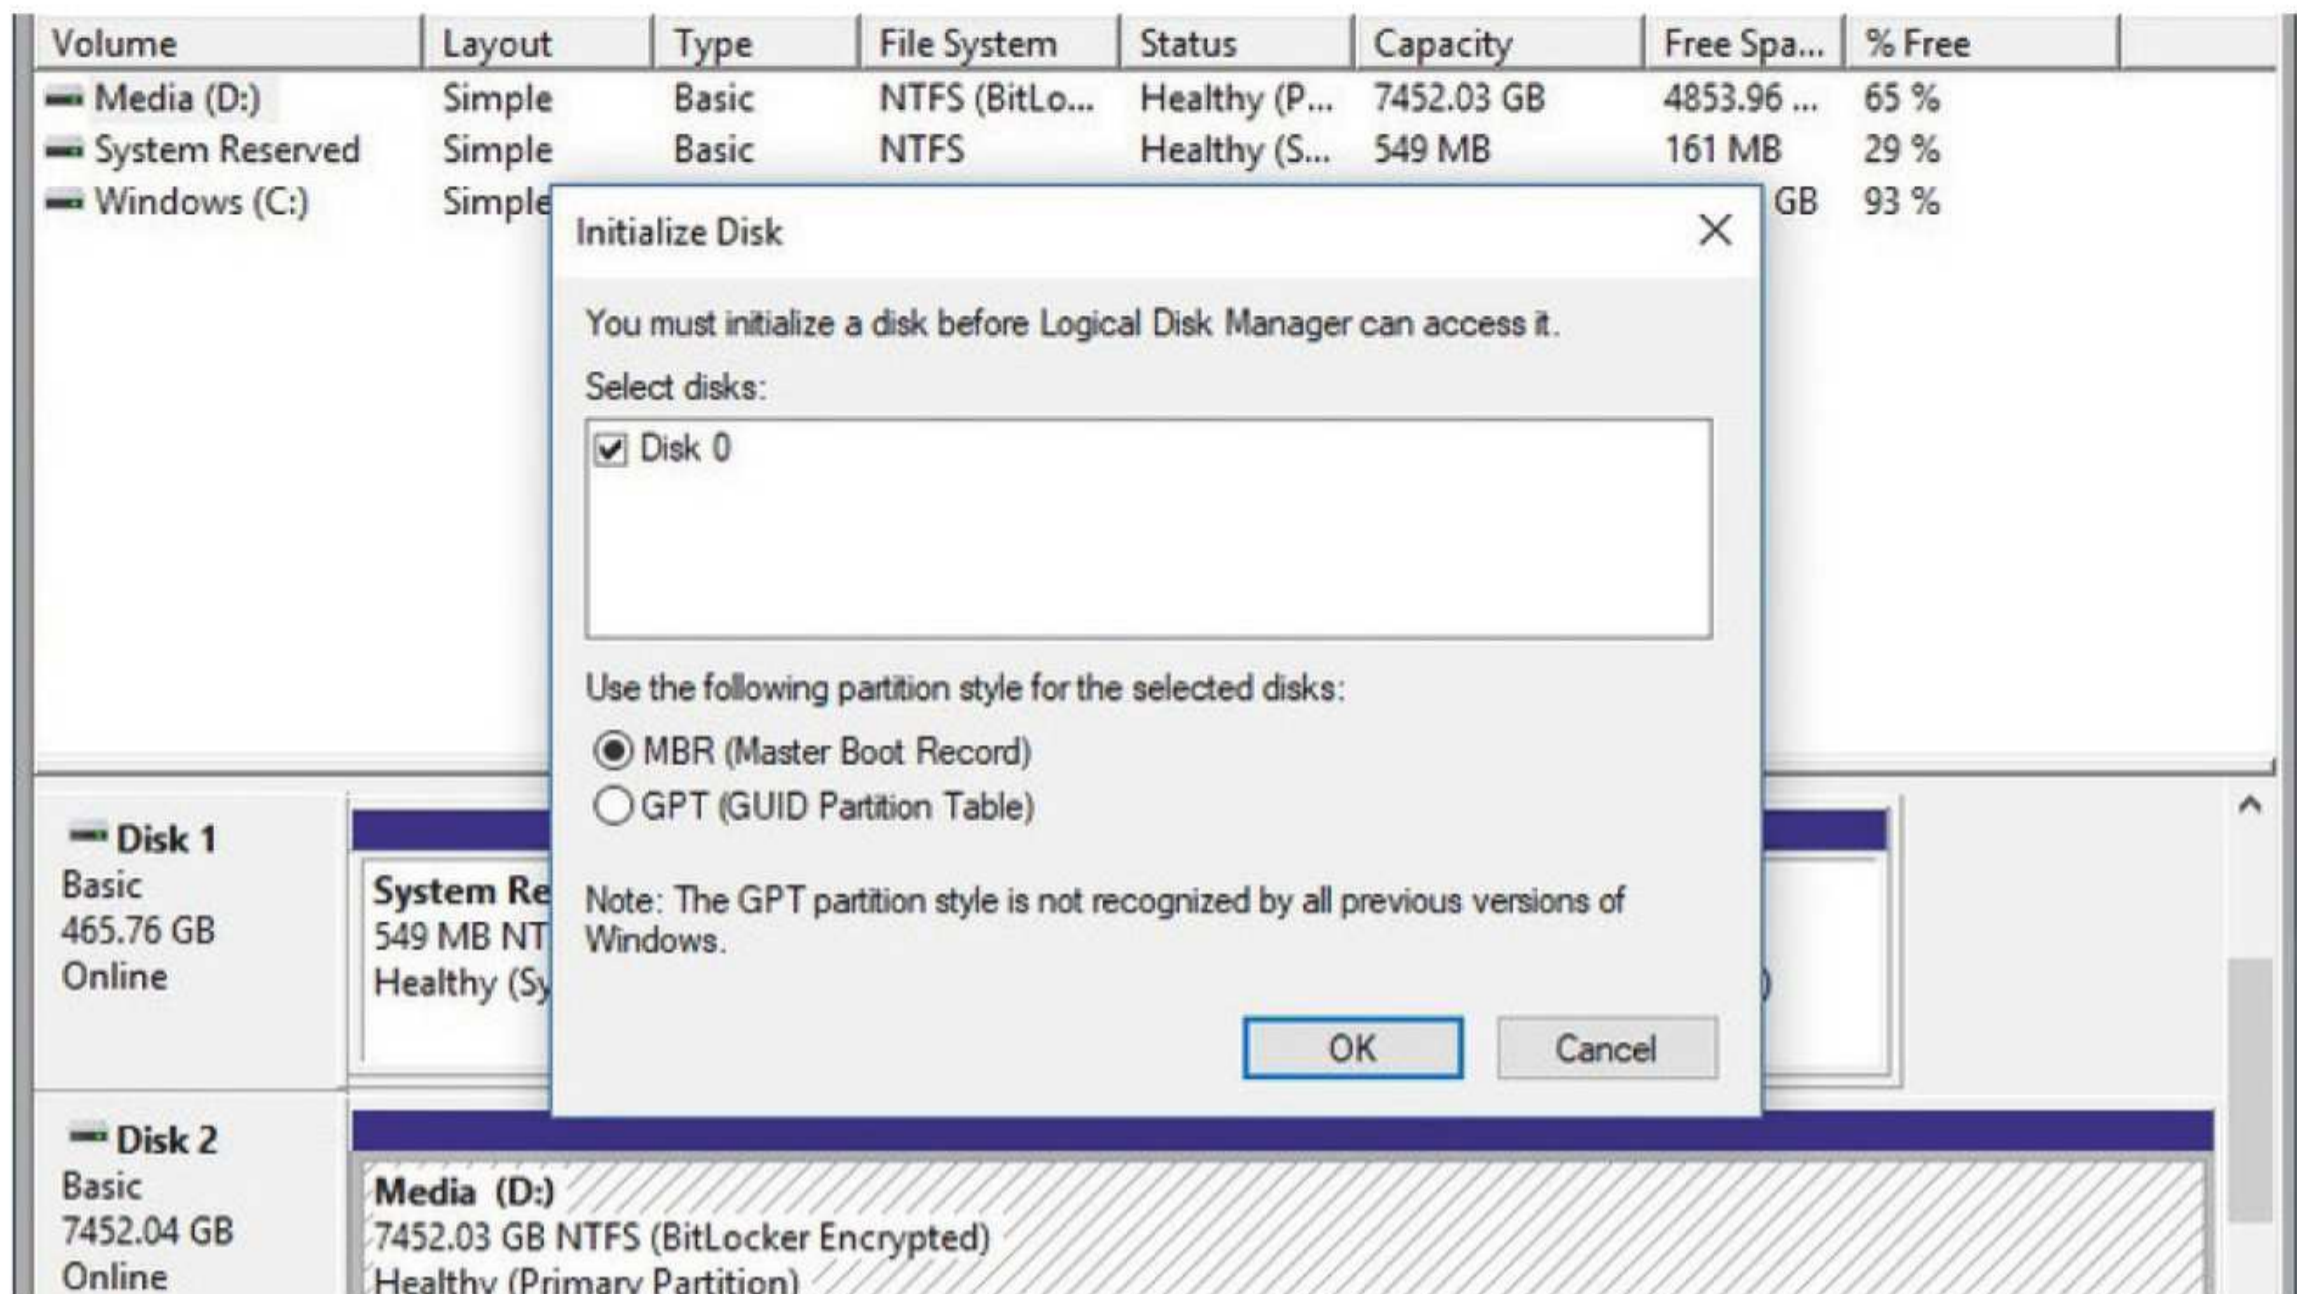 Volume Layout Type File System Status Capacity Free Spa... % Free
Media (D:) Simple Basic NTFS (BitLo... Healthy (P... 7452.03 GB 4853.96 ... 65 %
System Reserved Simple Basic NTFS Healthy (S... 549 MB 161 MB 29 %
Windows (C:) Simple GB 93 %
Initialize Disk
You must initialize a disk before Logical Disk Manager can access it.
Select disks:
Disk 0
Use the following partition style for the selected disks:
MBR (Master Boot Record)
GPT (GUID Partition Table)
Note: The GPT partition style is not recognized by all previous versions of
Windows.
OK Cancel
Disk 1
Basic
465.76 GB
Online
System Re
549 MB NT
Healthy (Sy
)
Disk 2
Basic
7452.04 GB
Online
Media (D:)
7452.03 GB NTFS (BitLocker Encrypted)
Healthy (Primary Partition)